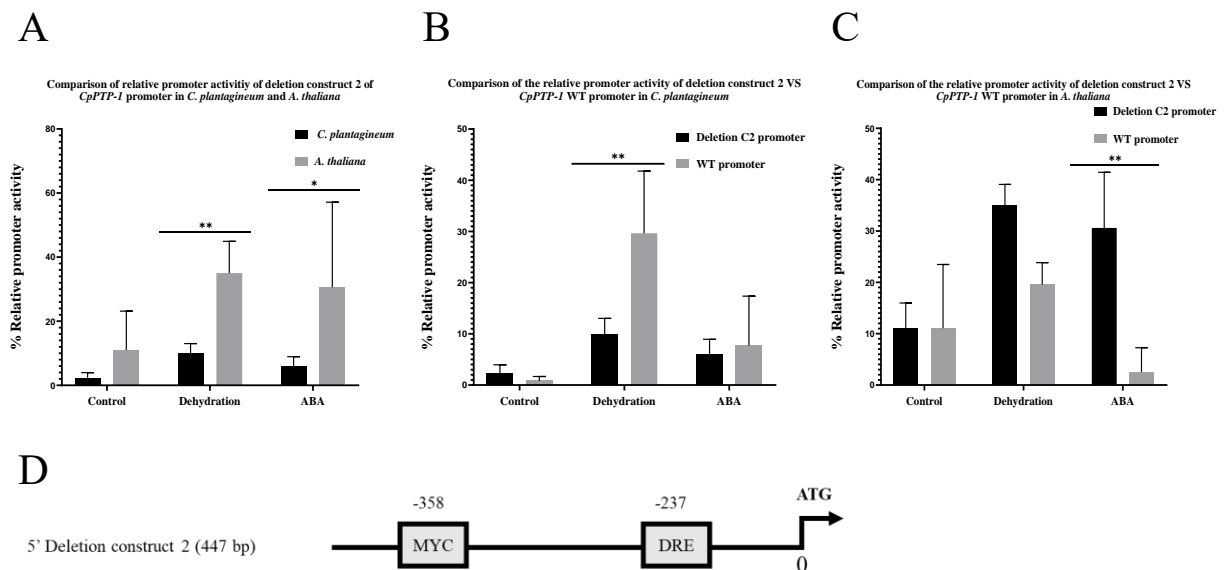 A
Comparison of relative promoter activitiy of deletion construct 2 of
CpPTP-1 promoter in C. plantagineum and A. thaliana
% Relative promoter activity
80
60
40
20
0
C. plantagineum
A. thaliana
**
*
Control
Dehydration
ABA
B
Comparison of the relative promoter activity of deletion construct 2 VS
CpPTP-1 WT promoter in C. plantagineum
% Relative promoter activity
50
40
30
20
10
0
Deletion C2 promoter
WT promoter
**
Control
Dehydration
ABA
C
Comparison of the relative promoter activity of deletion construct 2 VS
CpPTP-1 WT promoter in A. thaliana
% Relative promoter activity
50
40
30
20
10
0
Deletion C2 promoter
WT promoter
**
Control
Dehydration
ABA
D
5' Deletion construct 2 (447 bp)
-358
MYC
-237
DRE
ATG
0